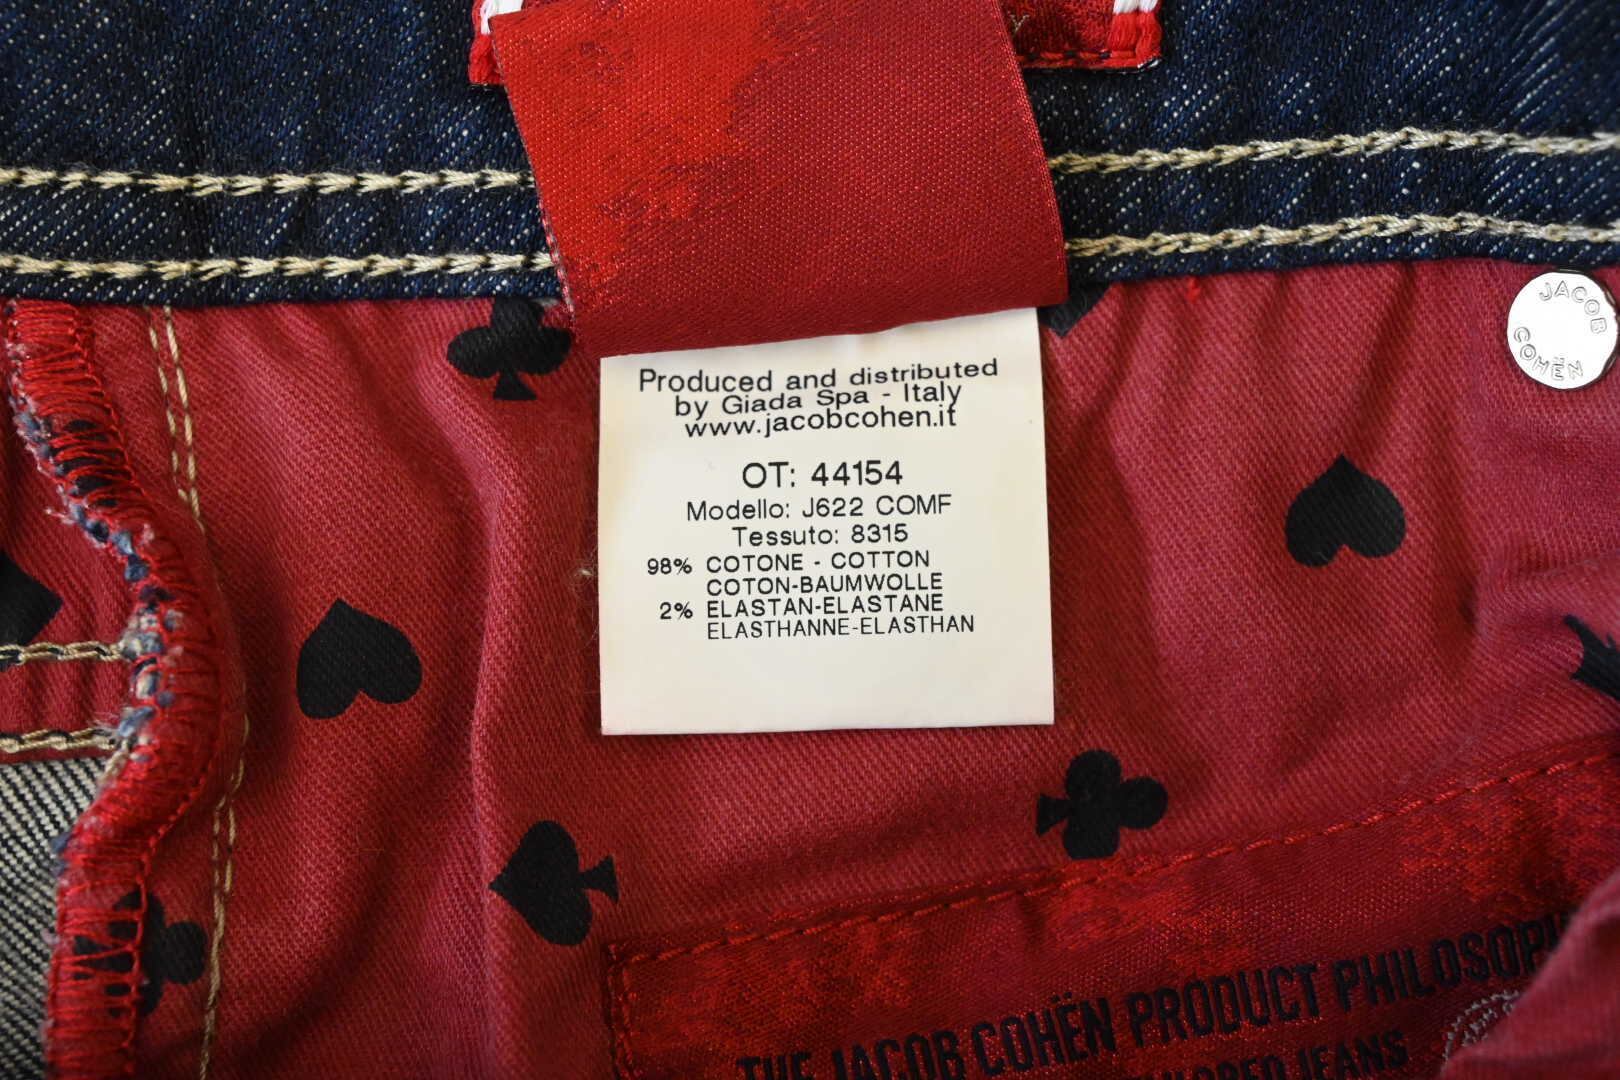 Produced and distributed
by Giada Spa - Italy
www.jacobcohen.it
OT: 44154
Modello: J622 COMF
Tessuto: 8315
98% COTONE - COTTON
COTON-BAUMWOLLE
2% ELASTAN-ELASTANE
ELASTHANNE-ELASTHAN
JACOB
COHËN
THE JACOB COHËN PRODUCT
JEANS